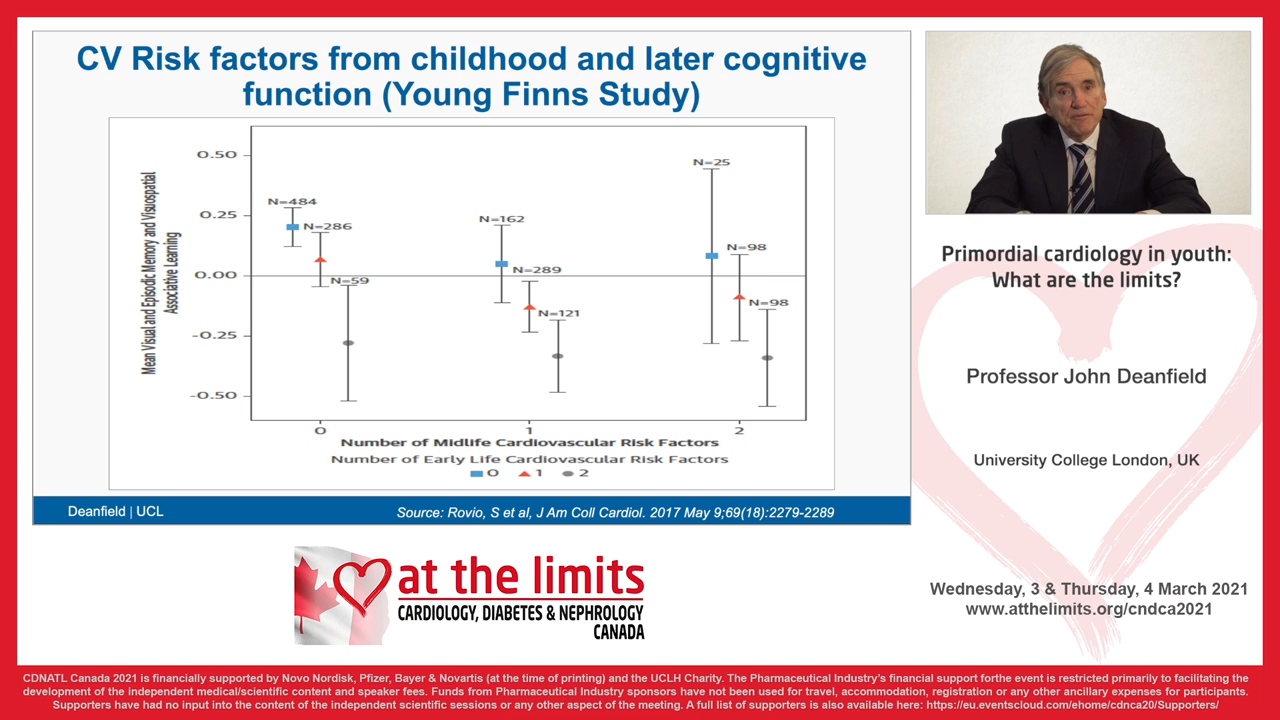 CV Risk factors from childhood and later cognitive
function (Young Finns Study)
Mean Visual and Episodic Memory and Visuospatial
Associative Learning
0.50
0.25
0.00
-0.25
-0.50
N=484
N=286
N=59
N=162
N=289
N=121
N=25
N=98
N=98
0 1 2
Number of Midlife Cardiovascular Risk Factors
Number of Early Life Cardiovascular Risk Factors
0 1 2
Deanfield | UCL
Source: Rovio, S et al, J Am Coll Cardiol. 2017 May 9;69(18):2279-2289
Primordial cardiology in youth:
What are the limits?
Professor John Deanfield
University College London, UK
Wednesday, 3 & Thursday, 4 March 2021
www.atthelimits.org/cndca2021
at the limits
CARDIOLOGY, DIABETES & NEPHROLOGY
CANADA
CDNATL Canada 2021 is financially supported by Novo Nordisk, Pfizer, Bayer & Novartis (at the time of printing) and the UCLH Charity. The Pharmaceutical Industry's financial support forthe event is restricted primarily to facilitating the
development of the independent medical/scientific content and speaker fees. Funds from Pharmaceutical Industry sponsors have not been used for travel, accommodation, registration or any other ancillary expenses for participants.
Supporters have had no input into the content of the independent scientific sessions or any other aspect of the meeting. A full list of supporters is also available here: https://eu.eventscloud.com/ehome/cdnca20/Supporters/